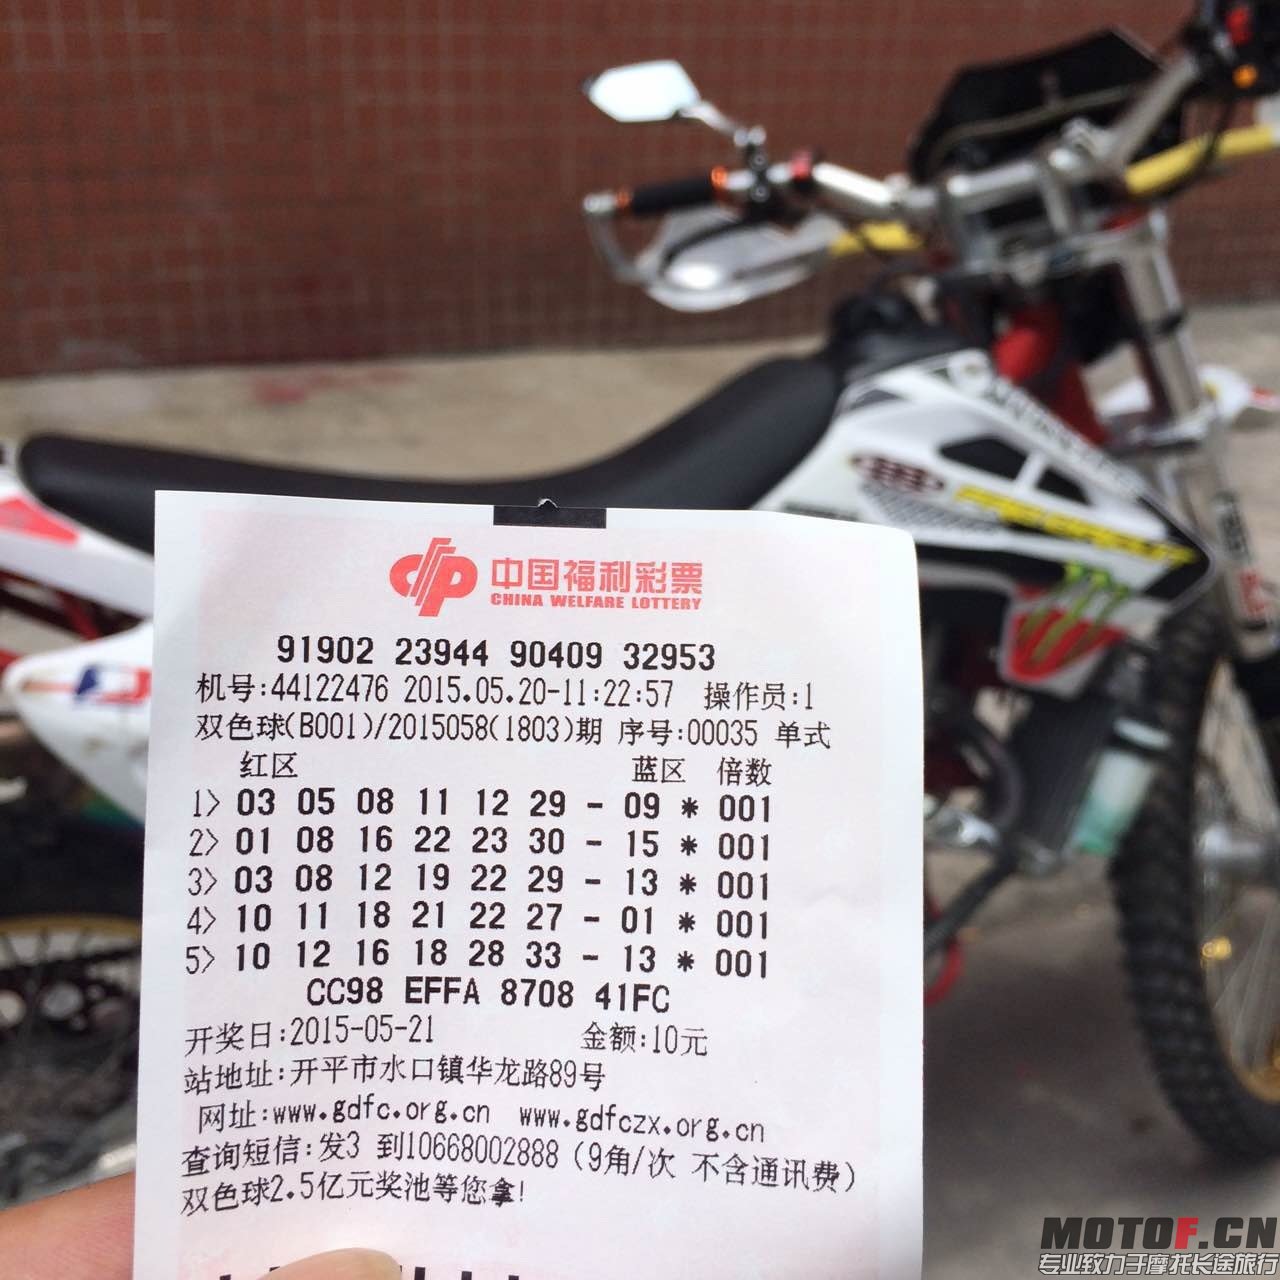 中国福利彩票
CHINA WELFARE LOTTERY
91902 23944 90409 32953
机号:44122476 2015.05.20-11:22:57 操作员:1
双色球(B001)/2015058(1803)期 序号:00035 单式
红区 蓝区 倍数
1> 03 05 08 11 12 29 - 09 * 001
2> 01 08 16 22 23 30 - 15 * 001
3> 03 08 12 19 22 29 - 13 * 001
4> 10 11 18 21 22 27 - 01 * 001
5> 10 12 16 18 28 33 - 13 * 001
CC98 EFFA 8708 41FC
开奖日:2015-05-21 金额:10元
站地址:开平市水口镇华龙路89号
网址:www.gdfc.org.cn www.gdfczx.org.cn
查询短信:发3 到10668002888 (9角/次 不含通讯费)
双色球2.5亿元奖池等您拿!
MOTOF.CN
专业致力于摩托长途旅行